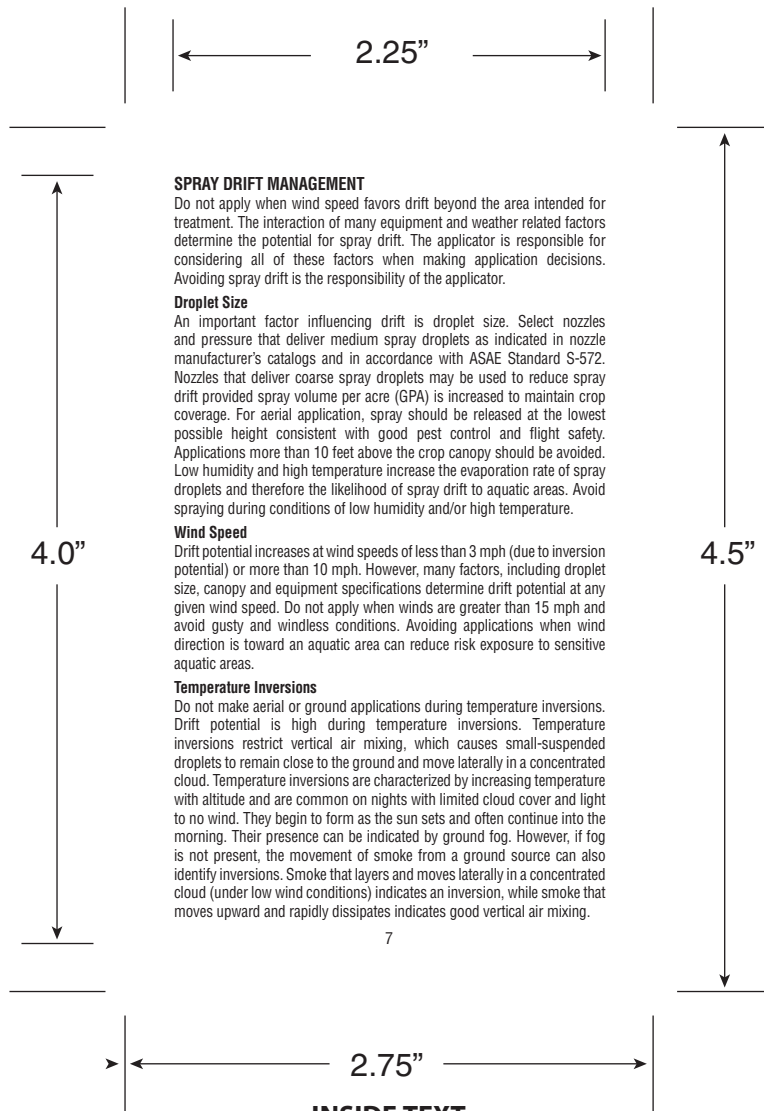 2.25”
SPRAY DRIFT MANAGEMENT
Do not apply when wind speed favors drift beyond the area intended for
treatment. The interaction of many equipment and weather related factors
determine the potential for spray drift. The applicator is responsible for
considering all of these factors when making application decisions.
Avoiding spray drift is the responsibility of the applicator.
Droplet Size
An important factor influencing drift is droplet size. Select nozzles
and pressure that deliver medium spray droplets as indicated in nozzle
manufacturer’s catalogs and in accordance with ASAE Standard S-572.
Nozzles that deliver coarse spray droplets may be used to reduce spray
drift provided spray volume per acre (GPA) is increased to maintain crop
coverage. For aerial application, spray should be released at the lowest
possible height consistent with good pest control and flight safety.
Applications more than 10 feet above the crop canopy should be avoided.
Low humidity and high temperature increase the evaporation rate of spray
droplets and therefore the likelihood of spray drift to aquatic areas. Avoid
spraying during conditions of low humidity and/or high temperature.
Wind Speed
Drift potential increases at wind speeds of less than 3 mph (due to inversion
potential) or more than 10 mph. However, many factors, including droplet
size, canopy and equipment specifications determine drift potential at any
given wind speed. Do not apply when winds are greater than 15 mph and
avoid gusty and windless conditions. Avoiding applications when wind
direction is toward an aquatic area can reduce risk exposure to sensitive
aquatic areas.
Temperature Inversions
Do not make aerial or ground applications during temperature inversions.
Drift potential is high during temperature inversions. Temperature
inversions restrict vertical air mixing, which causes small-suspended
droplets to remain close to the ground and move laterally in a concentrated
cloud. Temperature inversions are characterized by increasing temperature
with altitude and are common on nights with limited cloud cover and light
to no wind. They begin to form as the sun sets and often continue into the
morning. Their presence can be indicated by ground fog. However, if fog
is not present, the movement of smoke from a ground source can also
identify inversions. Smoke that layers and moves laterally in a concentrated
cloud (under low wind conditions) indicates an inversion, while smoke that
moves upward and rapidly dissipates indicates good vertical air mixing.
7
4.0”
4.5”
2.75”
INSIDE TEXT